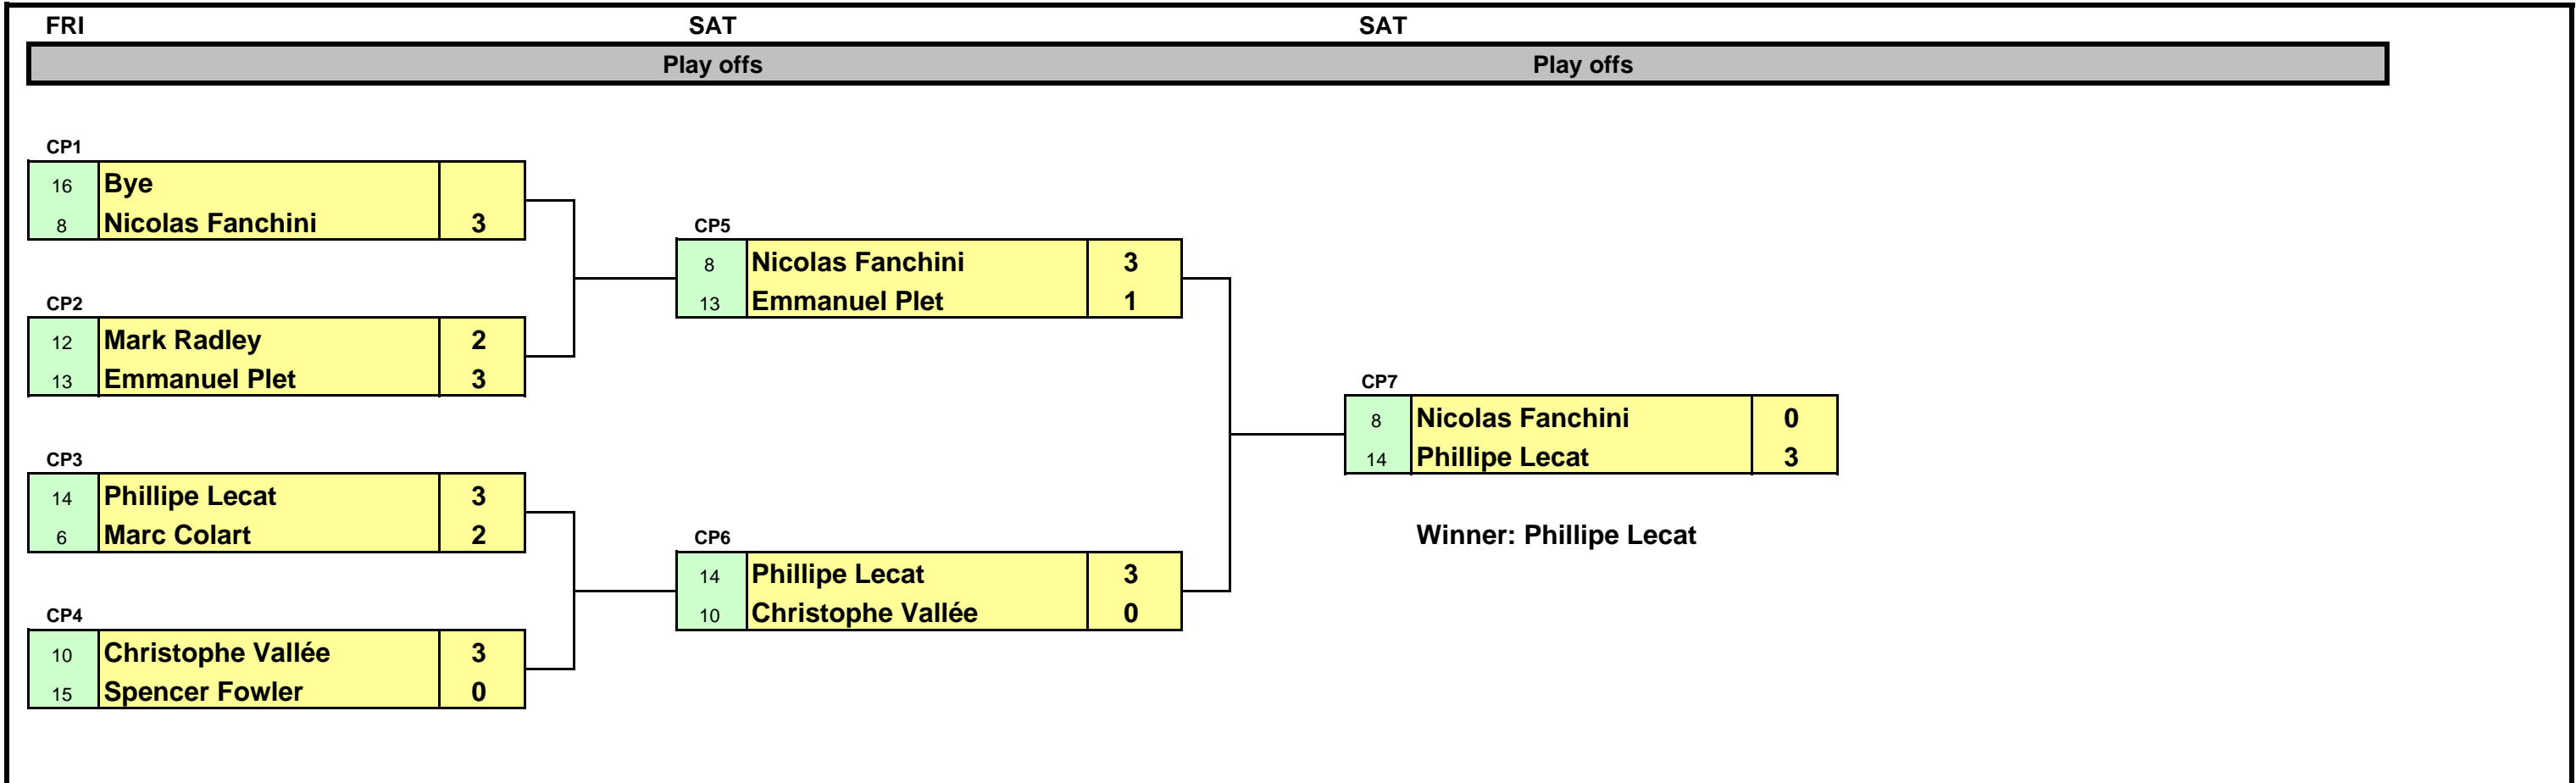 FRI SAT SAT
Play offs Play offs
CP1
16 Bye
8 Nicolas Fanchini 3
CP2
12 Mark Radley 2
13 Emmanuel Plet 3
CP3
14 Phillipe Lecat 3
6 Marc Colart 2
CP4
10 Christophe Vallée 3
15 Spencer Fowler 0
CP5
8 Nicolas Fanchini 3
13 Emmanuel Plet 1
CP6
14 Phillipe Lecat 3
10 Christophe Vallée 0
CP7
8 Nicolas Fanchini 0
14 Phillipe Lecat 3
Winner: Phillipe Lecat